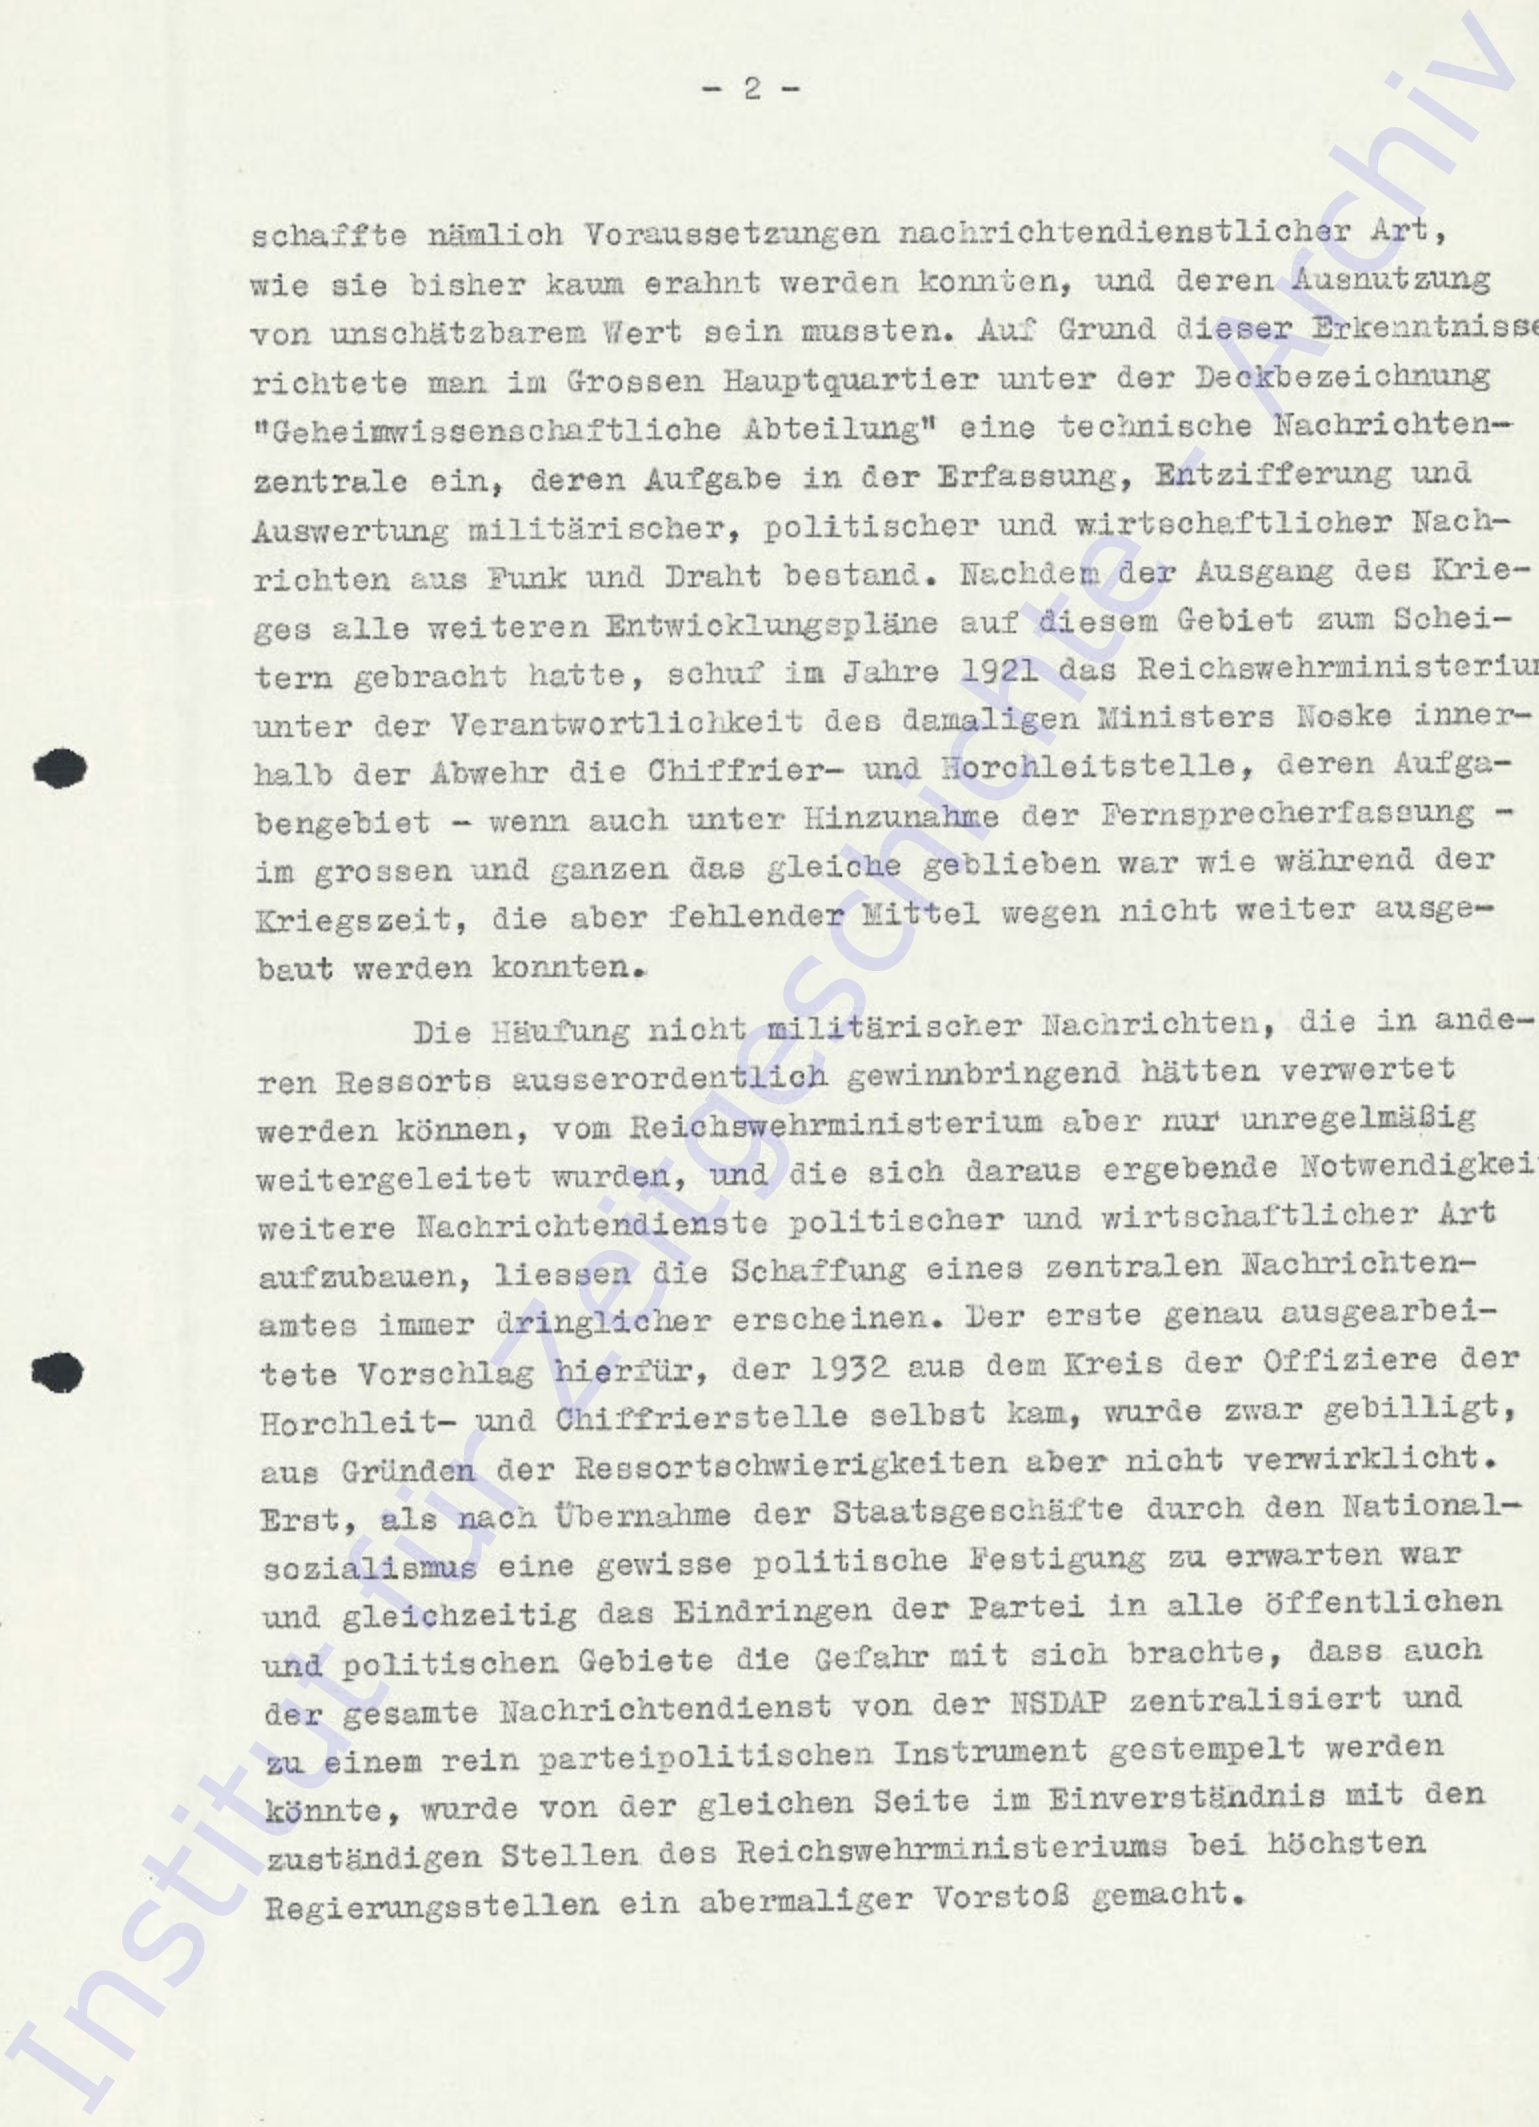 - 2 -
schaffte nämlich Voraussetzungen nachrichtendienstlicher Art,
wie sie bisher kaum erahnt werden konnten, und deren Ausnutzung
von unschätzbarem Wert sein mussten. Auf Grund dieser Erkenntnisse
richtete man im Grossen Hauptquartier unter der Deckbezeichnung
"Geheimwissenschaftliche Abteilung" eine technische Nachrichten-
zentrale ein, deren Aufgabe in der Erfassung, Entzifferung und
Auswertung militärischer, politischer und wirtschaftlicher Nach-
richten aus Funk und Draht bestand. Nachdem der Ausgang des Krie-
ges alle weiteren Entwicklungspläne auf diesem Gebiet zum Schei-
tern gebracht hatte, schuf im Jahre 1921 das Reichswehrministeriu
unter der Verantwortlichkeit des damaligen Ministers Noske inner-
halb der Abwehr die Chiffrier- und Horchleitstelle, deren Aufga-
bengebiet - wenn auch unter Hinzunahme der Fernsprecherfassung -
im grossen und ganzen das gleiche geblieben war wie während der
Kriegszeit, die aber fehlender Mittel wegen nicht weiter ausge-
baut werden konnten.
Die Häufung nicht militärischer Nachrichten, die in ande-
ren Ressorts ausserordentlich gewinnbringend hätten verwertet
werden können, vom Reichswehrministerium aber nur unregelmäßig
weitergeleitet wurden, und die sich daraus ergebende Notwendigkei
weitere Nachrichtendienste politischer und wirtschaftlicher Art
aufzubauen, liessen die Schaffung eines zentralen Nachrichten-
amtes immer dringlicher erscheinen. Der erste genau ausgearbei-
tete Vorschlag hierfür, der 1932 aus dem Kreis der Offiziere der
Horchleit- und Chiffrierstelle selbst kam, wurde zwar gebilligt,
aus Gründen der Ressortschwierigkeiten aber nicht verwirklicht.
Erst, als nach Übernahme der Staatsgeschäfte durch den National-
sozialismus eine gewisse politische Festigung zu erwarten war
und gleichzeitig das Eindringen der Partei in alle öffentlichen
und politischen Gebiete die Gefahr mit sich brachte, dass auch
der gesamte Nachrichtendienst von der NSDAP zentralisiert und
zu einem rein parteipolitischen Instrument gestempelt werden
könnte, wurde von der gleichen Seite im Einverständnis mit den
zuständigen Stellen des Reichswehrministeriums bei höchsten
Regierungsstellen ein abermaliger Vorstoß gemacht.
Institut für Zeitgeschichte - Archiv